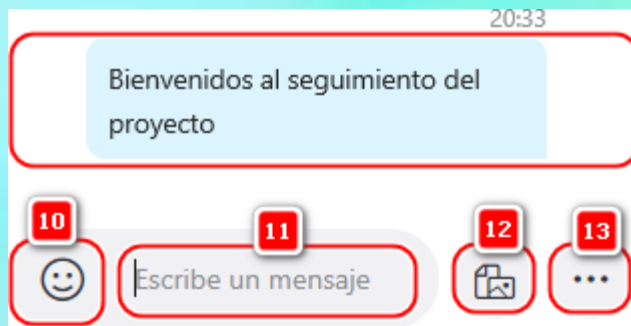 20:33
Bienvenidos al seguimiento del
proyecto
10
11
12
13
Escribe un mensaje